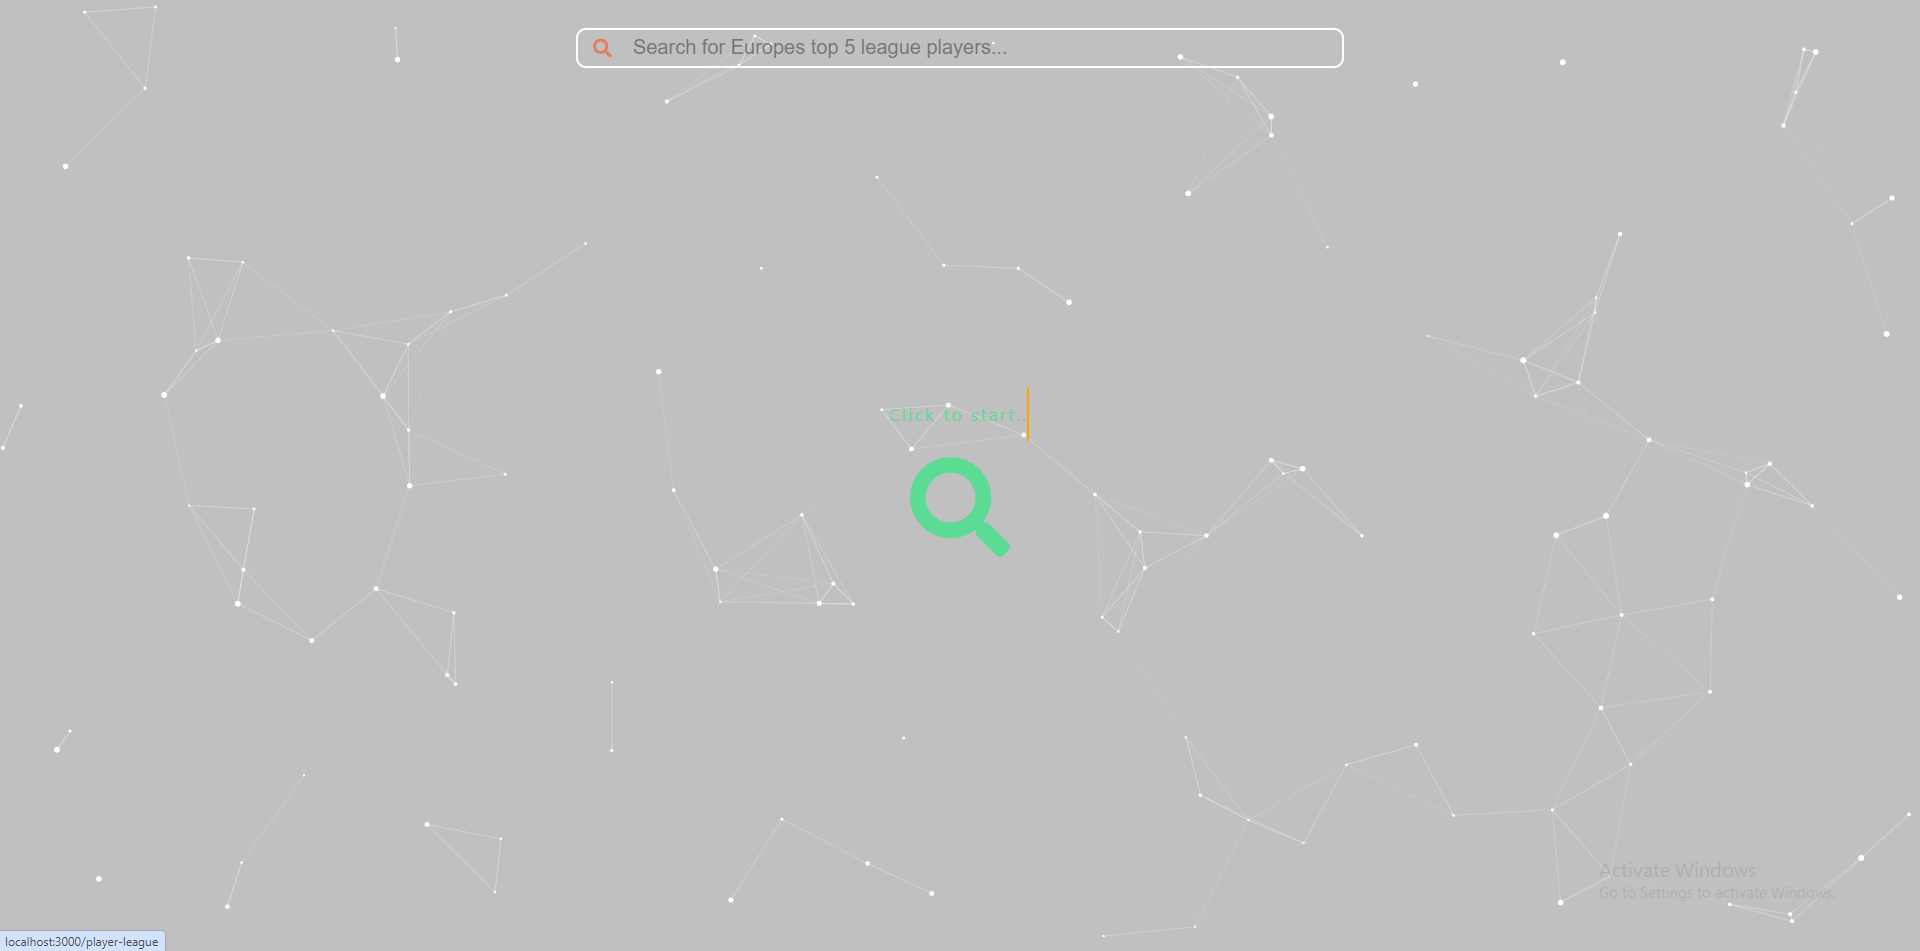 Search for Europes top 5 league players...
Click to start..
Activate Windows
Go to Settings to activate Windows.
localhost:3000/player-league